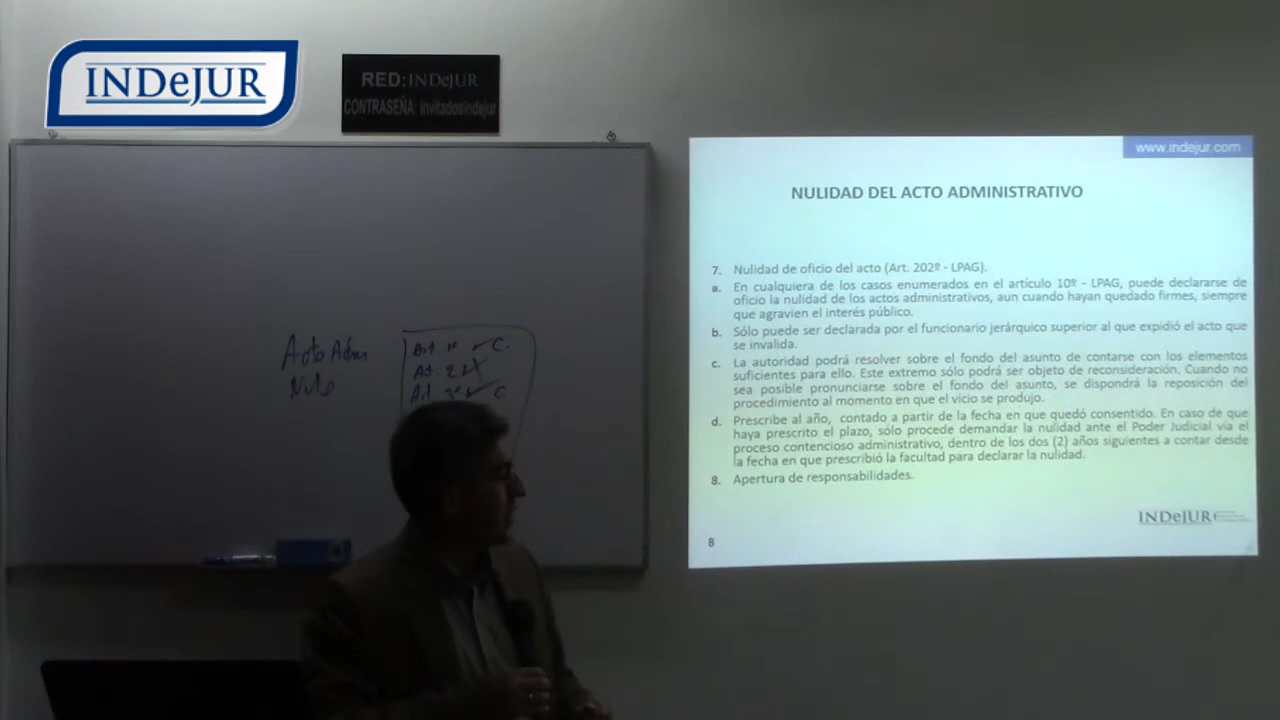 INDeJUR
RED:INDeJUR
CONTRASEÑA: invitadosindejur
www.indejur.com
NULIDAD DEL ACTO ADMINISTRATIVO
7. Nulidad de oficio del acto (Art. 202º - LPAG).
a. En cualquiera de los casos enumerados en el artículo 10º - LPAG, puede declararse de
oficio la nulidad de los actos administrativos, aun cuando hayan quedado firmes, siempre
que agravien el interés público.
b. Sólo puede ser declarada por el funcionario jerárquico superior al que expidió el acto que
se invalida.
c. La autoridad podrá resolver sobre el fondo del asunto de contarse con los elementos
suficientes para ello. Este extremo sólo podrá ser objeto de reconsideración. Cuando no
sea posible pronunciarse sobre el fondo del asunto, se dispondrá la reposición del
procedimiento al momento en que el vicio se produjo.
d. Prescribe al año, contado a partir de la fecha en que quedó consentido. En caso de que
haya prescrito el plazo, sólo procede demandar la nulidad ante el Poder Judicial vía el
proceso contencioso administrativo, dentro de los dos (2) años siguientes a contar desde
la fecha en que prescribió la facultad para declarar la nulidad.
8. Apertura de responsabilidades.
INDeJUR
8
Acto Adm
Nulo
Art. 1º C.
Art. 2
Art. 3º C